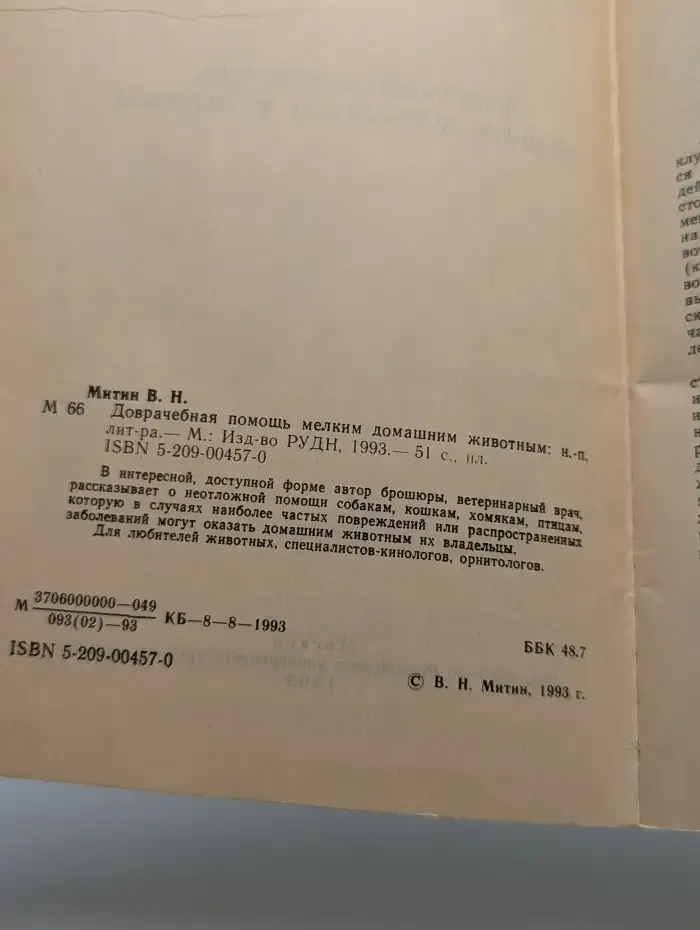 Митин В. Н.
М 66 Доврачебная помощь мелким домашним животным: н.-п.
лит-ра.— М.: Изд-во РУДН, 1993.— 51 с., ил.
ISBN 5-209-00457-0
В интересной, доступной форме автор брошюры, ветеринарный врач,
рассказывает о неотложной помощи собакам, кошкам, хомякам, птицам,
которую в случаях наиболее частых повреждений или распространенных
заболеваний могут оказать домашним животным их владельцы.
Для любителей животных, специалистов-кинологов, орнитологов.
М 3706000000—049
093(02)—93 КБ—8—8—1993
ISBN 5-209-00457-0
ББК 48.7
© В. Н. Митин, 1993 г.